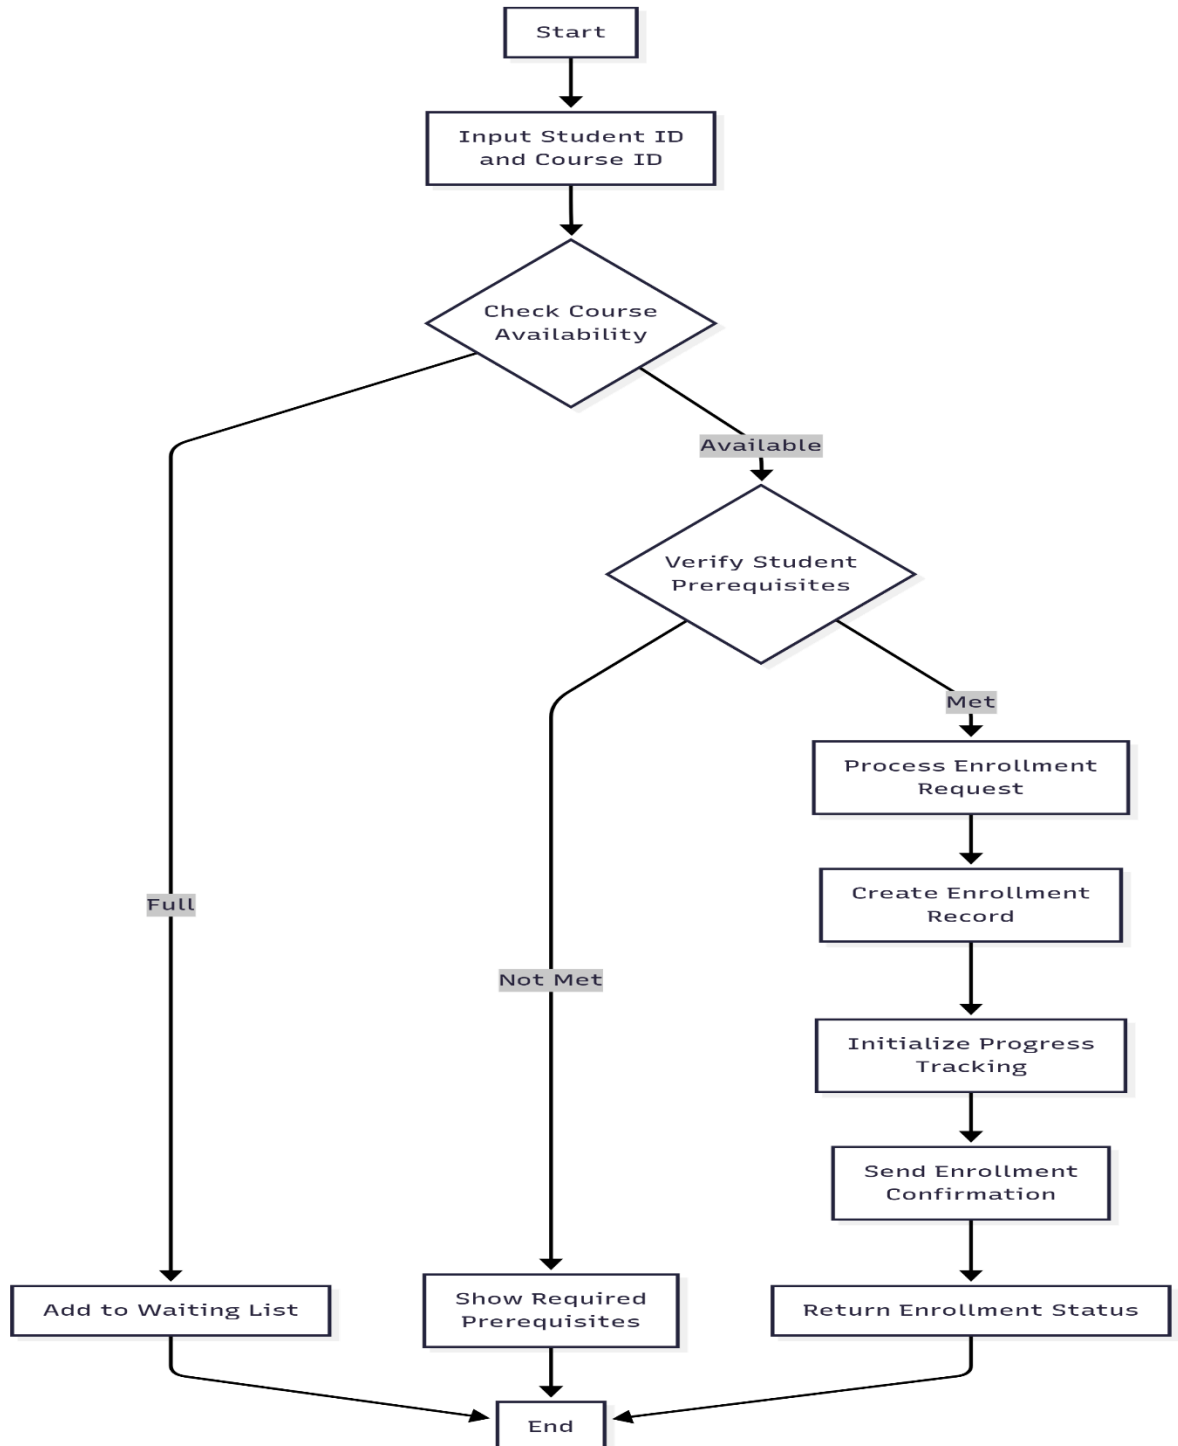 Start
Input Student ID
and Course ID
Check Course
Availability
Available
Verify Student
Prerequisites
Met
Process Enrollment
Request
Create Enrollment
Record
Full
Not Met
Initialize Progress
Tracking
Send Enrollment
Confirmation
Add to Waiting List
Show Required
Prerequisites
Return Enrollment Status
End